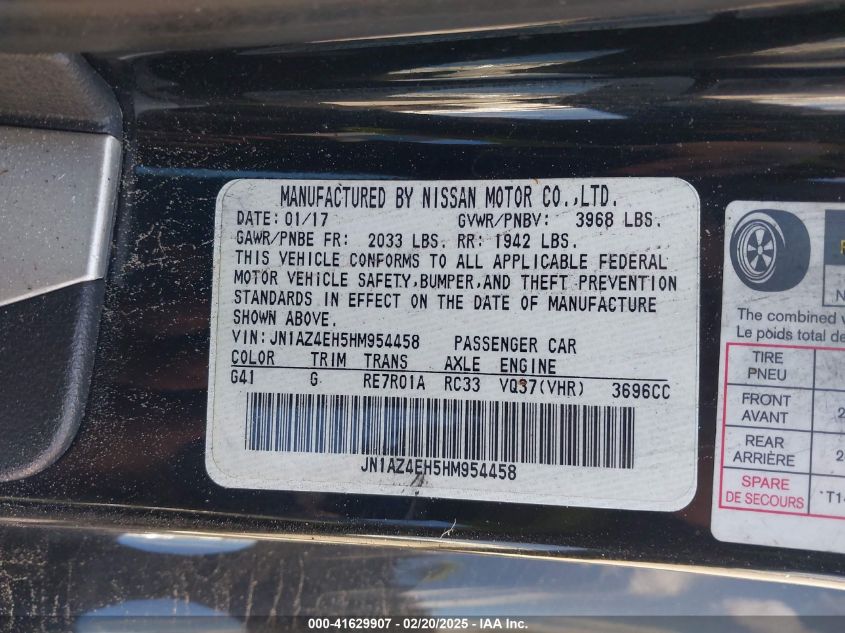 MANUFACTURED BY NISSAN MOTOR CO.,LTD.
DATE: 01/17 GVWR/PNBV: 3968 LBS.
GAWR/PNBE FR: 2033 LBS. RR: 1942 LBS.
THIS VEHICLE CONFORMS TO ALL APPLICABLE FEDERAL
MOTOR VEHICLE SAFETY,BUMPER,AND THEFT PREVENTION
STANDARDS IN EFFECT ON THE DATE OF MANUFACTURE
SHOWN ABOVE.
VIN:JN1AZ4EH5HM954458 PASSENGER CAR
COLOR TRIM TRANS AXLE ENGINE
G41 G RE7R01A RC33 VQ37(VHR) 3696CC
JN1AZ4EH5HM954458
The combined
Le poids total
TIRE
PNEU
FRONT
AVANT
REAR
ARRIÈRE
SPARE
DE SECOURS
000-41629907 - 02/20/2025 - IAAI.com